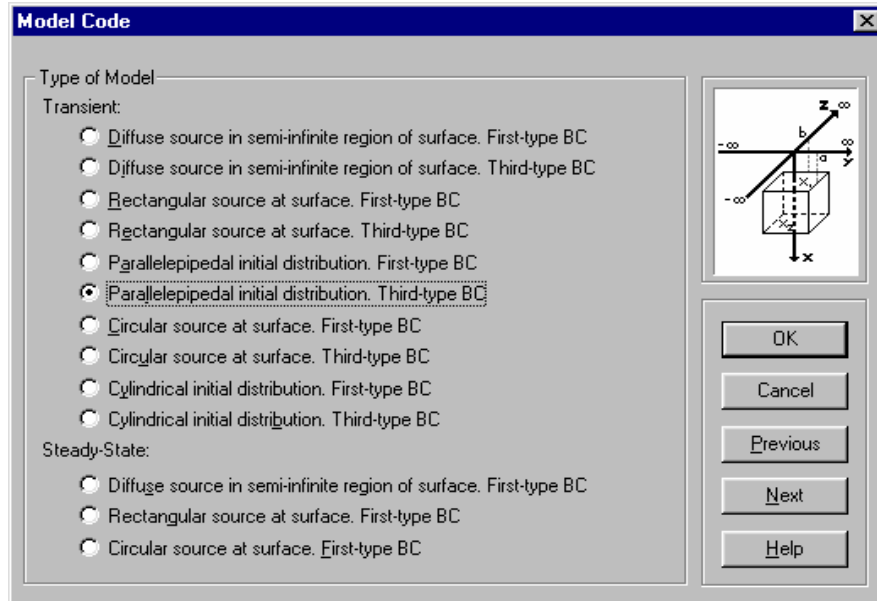 Model Code
Type of Model
Transient:
Diffuse source in semi-infinite region of surface. First-type BC
Diffuse source in semi-infinite region of surface. Third-type BC
Rectangular source at surface. First-type BC
Rectangular source at surface. Third-type BC
Parallelepipedal initial distribution. First-type BC
Parallelepipedal initial distribution. Third-type BC
Circular source at surface. First-type BC
Circular source at surface. Third-type BC
Cylindrical initial distribution. First-type BC
Cylindrical initial distribution. Third-type BC
Steady-State:
Diffuse source in semi-infinite region of surface. First-type BC
Rectangular source at surface. First-type BC
Circular source at surface. First-type BC
z ∞
b
-∞ ∞
a y
x₁
-∞
x₂
x
OK
Cancel
Previous
Next
Help